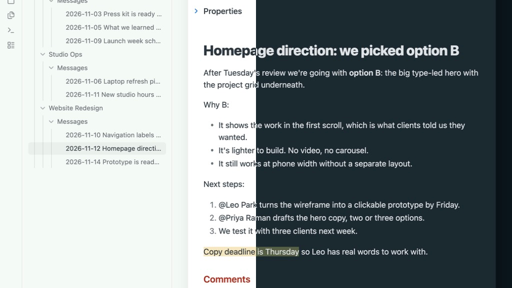 Messages
2026-11-03 Press kit is ready ...
2026-11-05 What we learned ...
2026-11-09 Launch week sch...
Studio Ops
Messages
2026-11-06 Laptop refresh pi...
2026-11-11 New studio hours ...
Website Redesign
Messages
2026-11-10 Navigation labels ...
2026-11-12 Homepage directi...
2026-11-14 Prototype is read...
Properties
Homepage direction: we picked option B
After Tuesday's review we're going with option B: the big type-led hero with
the project grid underneath.
Why B:
• It shows the work in the first scroll, which is what clients told us they
wanted.
• It's lighter to build. No video, no carousel.
• It still works at phone width without a separate layout.
Next steps:
1. @Leo Park turns the wireframe into a clickable prototype by Friday.
2. @Priya Raman drafts the hero copy, two or three options.
3. We test it with three clients next week.
Copy deadline is Thursday so Leo has real words to work with.
Comments